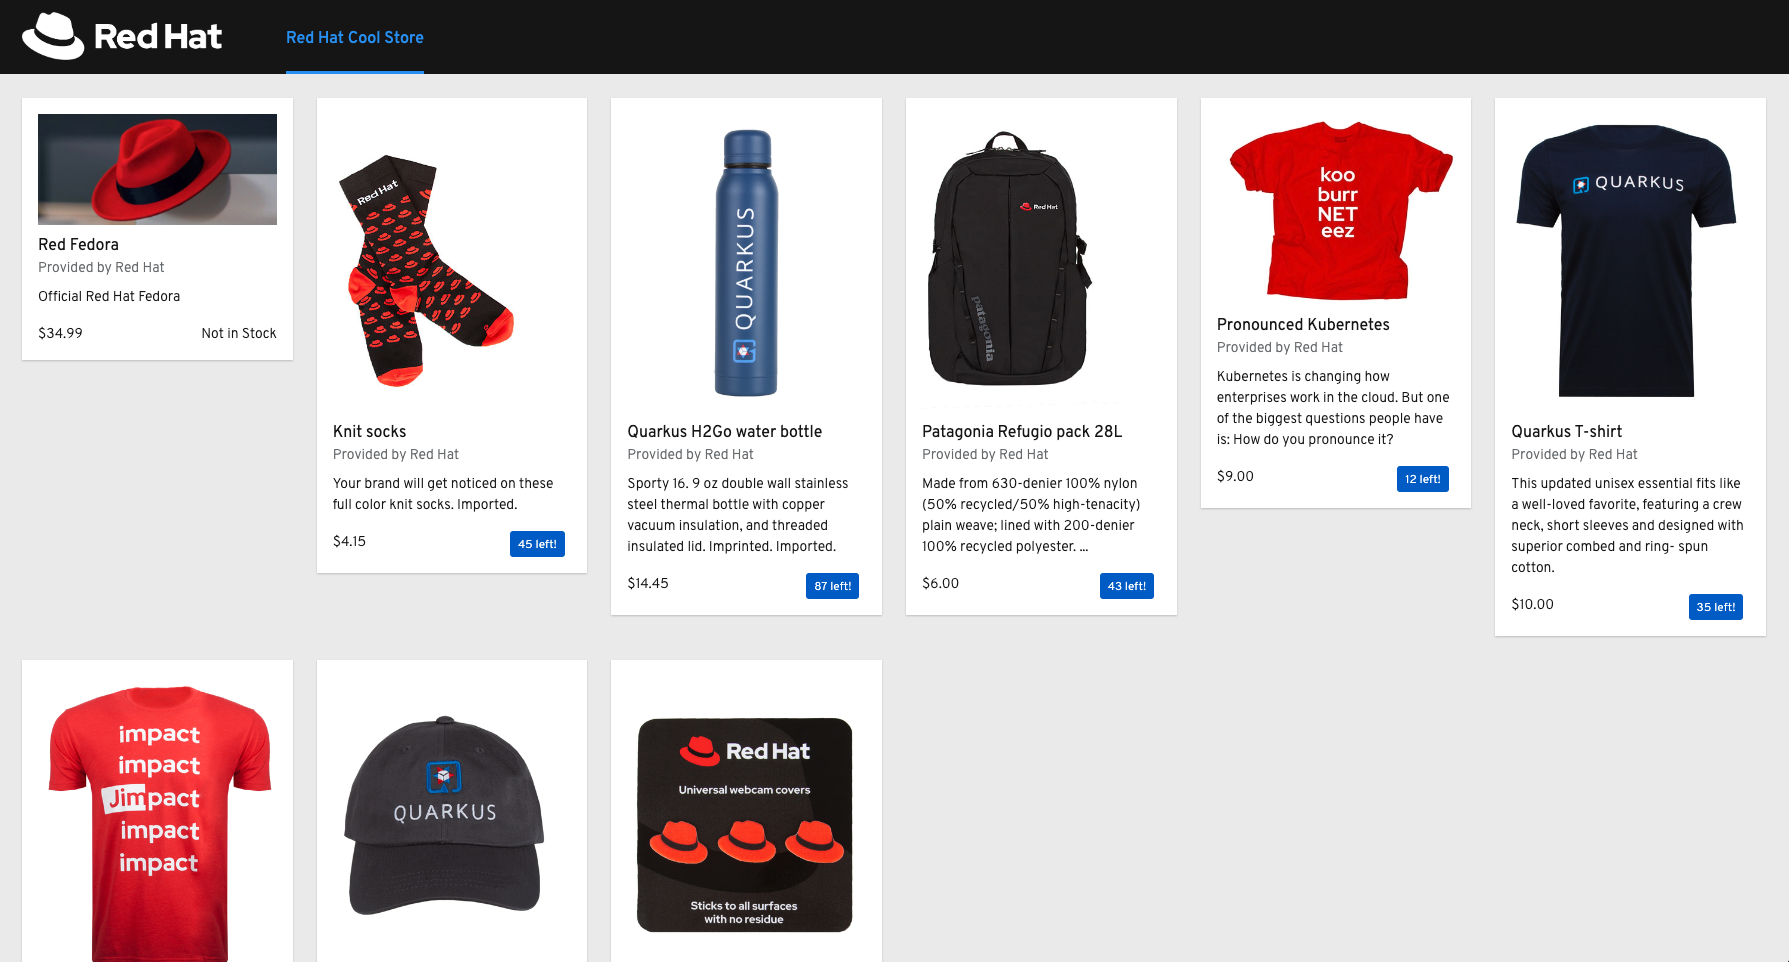 Red Hat
Red Hat Cool Store
Red Fedora
Provided by Red Hat
Official Red Hat Fedora
$34.99
Not in Stock
Red Hat
Knit socks
Provided by Red Hat
Your brand will get noticed on these
full color knit socks. Imported.
$4.15
45 left!
QUARKUS
Quarkus H2Go water bottle
Provided by Red Hat
Sporty 16. 9 oz double wall stainless
steel thermal bottle with copper
vacuum insulation, and threaded
insulated lid. Imprinted. Imported.
$14.45
87 left!
Red Hat
patagonia
Patagonia Refugio pack 28L
Provided by Red Hat
Made from 630-denier 100% nylon
(50% recycled/50% high-tenacity)
plain weave; lined with 200-denier
100% recycled polyester. ...
$6.00
43 left!
koo
burr
NET
eez
Pronounced Kubernetes
Provided by Red Hat
Kubernetes is changing how
enterprises work in the cloud. But one
of the biggest questions people have
is: How do you pronounce it?
$9.00
12 left!
QUARKUS
Quarkus T-shirt
Provided by Red Hat
This updated unisex essential fits like
a well-loved favorite, featuring a crew
neck, short sleeves and designed with
superior combed and ring- spun
cotton.
$10.00
35 left!
impact
impact
Jimpact
impact
impact
QUARKUS
Red Hat
Universal webcam covers
Sticks to all surfaces
with no residue